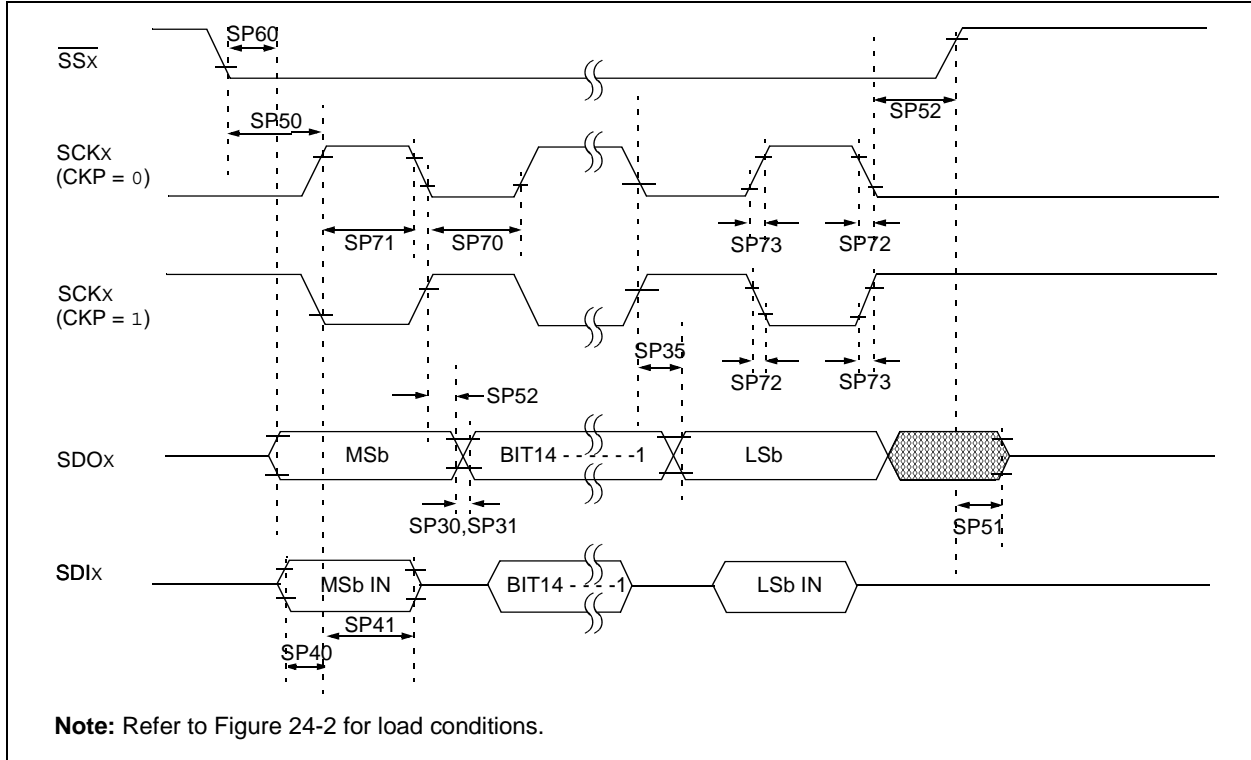 SP60
SSX
SP50
SP52
SCKX
(CKP = 0)
SP71
SP70
SP73
SP72
SCKX
(CKP = 1)
SP35
SP72
SP73
SP52
SDOX
MSb
BIT14 - - - - - -1
LSb
SP30,SP31
SP51
SDIX
MSb IN
BIT14 - - - -1
LSb IN
SP41
SP40
Note: Refer to Figure 24-2 for load conditions.